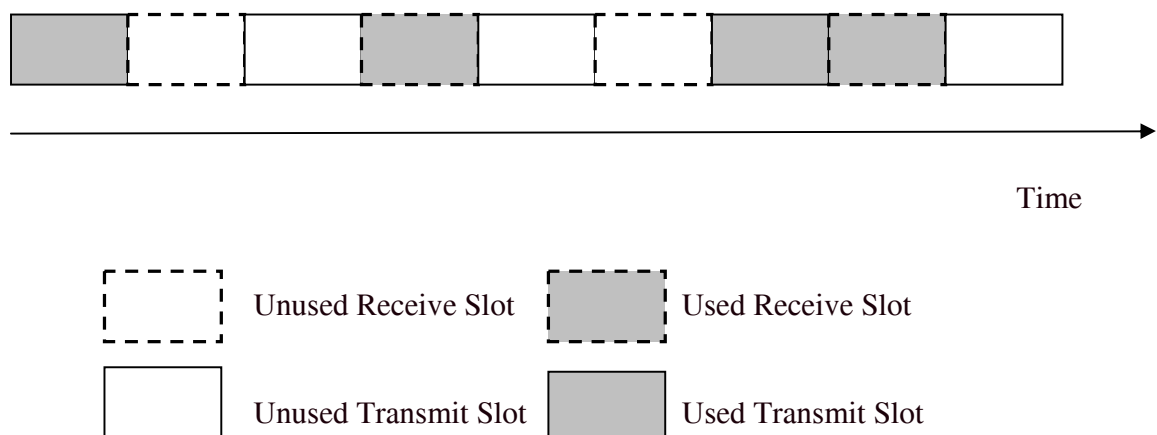 Time
Unused Receive Slot
Used Receive Slot
Unused Transmit Slot
Used Transmit Slot